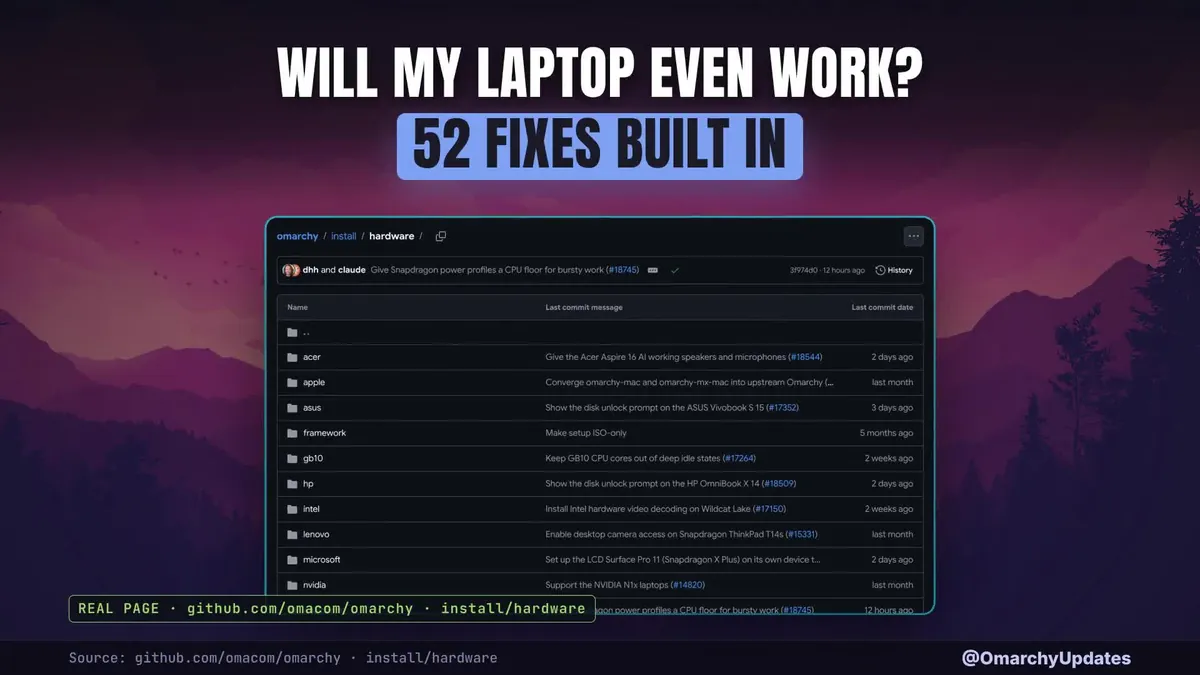 WILL MY LAPTOP EVEN WORK?
52 FIXES BUILT IN
omarchy / install / hardware /
dhh and claude Give Snapdragon power profiles a CPU floor for bursty work (#18745) 3f974d0 · 12 hours ago History
Name Last commit message Last commit date
..
acer Give the Acer Aspire 16 AI working speakers and microphones (#18544) 2 days ago
apple Converge omarchy-mac and omarchy-mx-mac into upstream Omarchy (... last month
asus Show the disk unlock prompt on the ASUS Vivobook S 15 (#17352) 3 days ago
framework Make setup ISO-only 5 months ago
gb10 Keep GB10 CPU cores out of deep idle states (#17264) 2 weeks ago
hp Show the disk unlock prompt on the HP OmniBook X 14 (#18509) 2 days ago
intel Install Intel hardware video decoding on Wildcat Lake (#17150) 2 weeks ago
lenovo Enable desktop camera access on Snapdragon ThinkPad T14s (#15331) last month
microsoft Set up the LCD Surface Pro 11 (Snapdragon X Plus) on its own device t... 2 days ago
nvidia Support the NVIDIA N1x laptops (#14820) last month
agon power profiles a CPU floor for bursty work (#18745) 12 hours ago
REAL PAGE · github.com/omacom/omarchy · install/hardware
Source: github.com/omacom/omarchy · install/hardware
@OmarchyUpdates